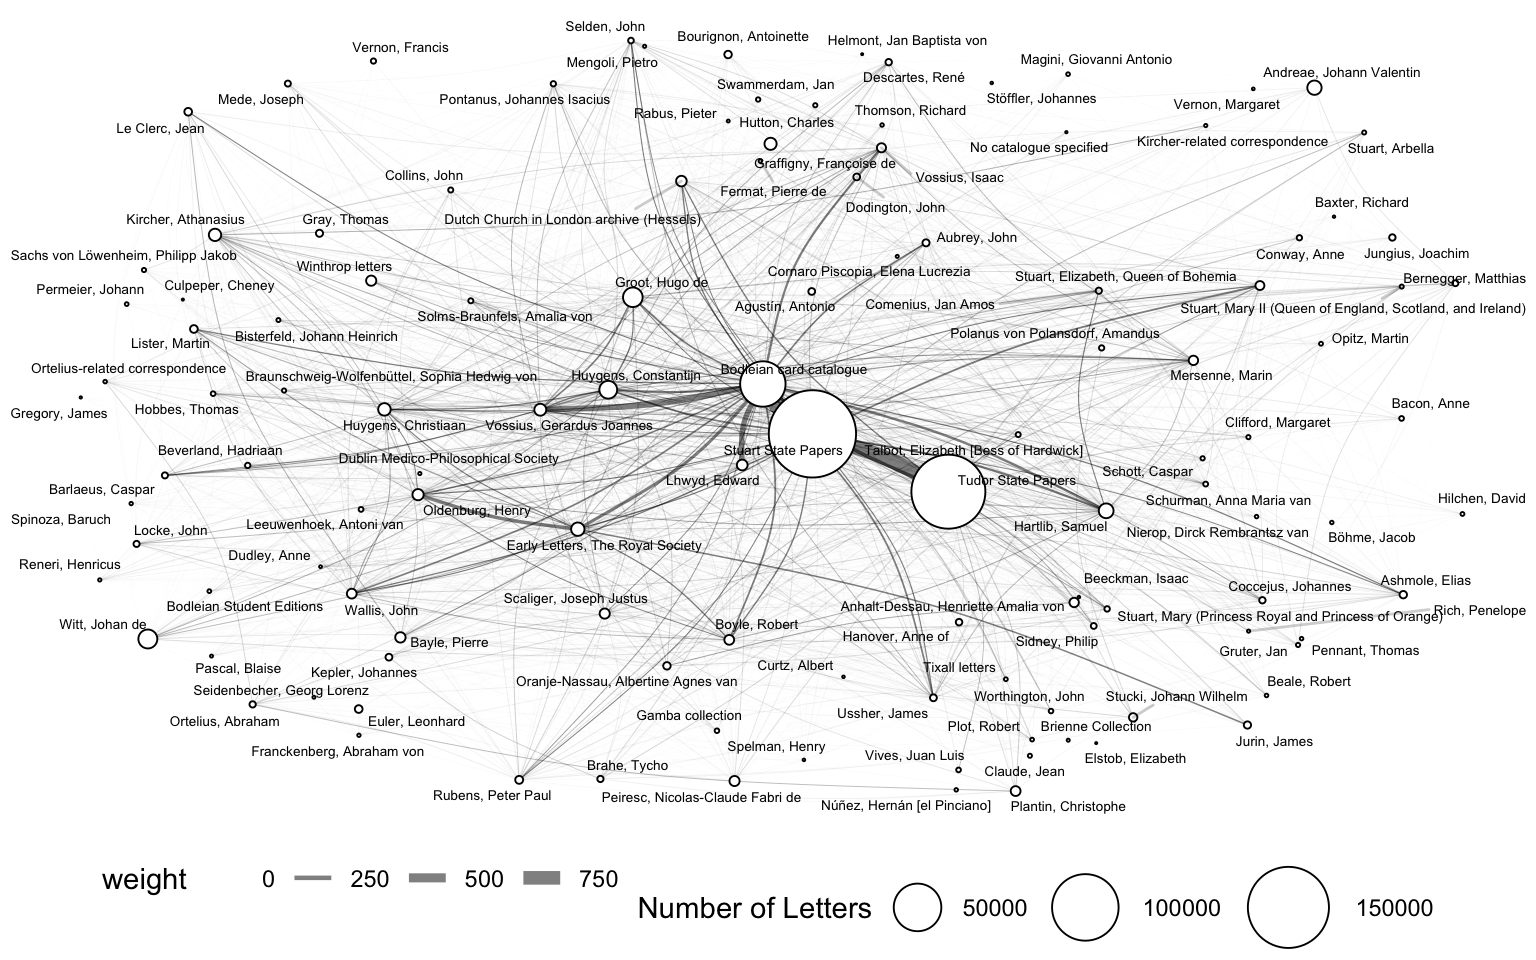 Selden, John
Bourignon, Antoinette
Helmont, Jan Baptista von
Vernon, Francis
Mengoli, Pietro
Magini, Giovanni Antonio
Andreae, Johann Valentin
Descartes, René
Swammerdam, Jan
Stöffler, Johannes
Mede, Joseph
Pontanus, Johannes Isacius
Vernon, Margaret
Rabus, Pieter
Thomson, Richard
Hutton, Charles
Le Clerc, Jean
No catalogue specified
Kircher-related correspondence
Stuart, Arbella
Graffigny, Françoise de
Collins, John
Vossius, Isaac
Fermat, Pierre de
Dodington, John
Baxter, Richard
Kircher, Athanasius
Gray, Thomas
Dutch Church in London archive (Hessels)
Aubrey, John
Sachs von Löwenheim, Philipp Jakob
Conway, Anne
Jungius, Joachim
Winthrop letters
Cornaro Piscopia, Elena Lucrezia
Stuart, Elizabeth, Queen of Bohemia
Bernegger, Matthias
Permeier, Johann
Culpeper, Cheney
Groot, Hugo de
Agustín, Antonio
Comenius, Jan Amos
Stuart, Mary II (Queen of England, Scotland, and Ireland)
Solms-Braunfels, Amalia von
Lister, Martin
Bisterfeld, Johann Heinrich
Polanus von Polansdorf, Amandus
Opitz, Martin
Ortelius-related correspondence
Braunschweig-Wolfenbüttel, Sophia Hedwig von
Huygens, Constantijn
Bodleian card catalogue
Mersenne, Marin
Gregory, James
Hobbes, Thomas
Bacon, Anne
Huygens, Christiaan
Vossius, Gerardus Joannes
Clifford, Margaret
Beverland, Hadriaan
Dublin Medico-Philosophical Society
Stuart State Papers
Talbot, Elizabeth [Bess of Hardwick]
Schott, Caspar
Barlaeus, Caspar
Lhwyd, Edward
Tudor State Papers
Schurman, Anna Maria van
Hilchen, David
Spinoza, Baruch
Oldenburg, Henry
Locke, John
Leeuwenhoek, Antoni van
Hartlib, Samuel
Nierop, Dirck Rembrantsz van
Böhme, Jacob
Early Letters, The Royal Society
Dudley, Anne
Reneri, Henricus
Beeckman, Isaac
Coccejus, Johannes
Ashmole, Elias
Bodleian Student Editions
Wallis, John
Scaliger, Joseph Justus
Anhalt-Dessau, Henriette Amalia von
Stuart, Mary (Princess Royal and Princess of Orange)
Rich, Penelope
Witt, Johan de
Boyle, Robert
Bayle, Pierre
Hanover, Anne of
Sidney, Philip
Gruter, Jan
Pennant, Thomas
Pascal, Blaise
Kepler, Johannes
Curtz, Albert
Tixall letters
Seidenbecher, Georg Lorenz
Oranje-Nassau, Albertine Agnes van
Beale, Robert
Worthington, John
Stucki, Johann Wilhelm
Ortelius, Abraham
Euler, Leonhard
Gamba collection
Ussher, James
Plot, Robert
Brienne Collection
Jurin, James
Franckenberg, Abraham von
Spelman, Henry
Vives, Juan Luis
Elstob, Elizabeth
Brahe, Tycho
Claude, Jean
Rubens, Peter Paul
Peiresc, Nicolas-Claude Fabri de
Núñez, Hernán [el Pinciano]
Plantin, Christophe
weight 0 250 500 750
Number of Letters 50000 100000 150000